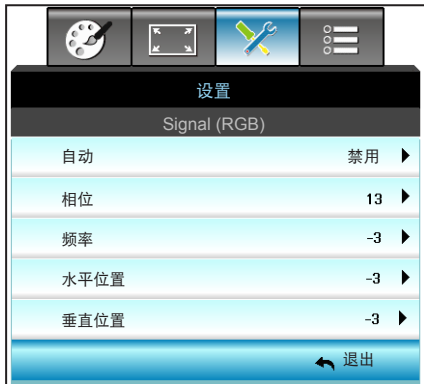 设置
Signal (RGB)
自动 禁用
相位 13
频率 -3
水平位置 -3
垂直位置 -3
退出